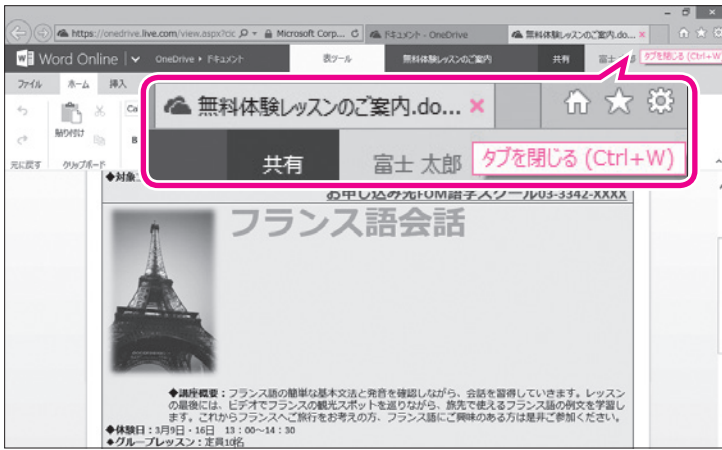 https://onedrive.live.com/view.aspx?cic
Microsoft Corp...
ドキュメント - OneDrive
無料体験レッスンのご案内.do...
Word Online
OneDrive
ドキュメント
表ツール
無料体験レッスンのご案内
共有
富士 太郎
タブを閉じる (Ctrl+W)
ファイル
ホーム
挿入
無料体験レッスンのご案内.do...
共有
富士 太郎
タブを閉じる (Ctrl+W)
Ca
貼り付け
B
元に戻す
クリップボード
◆対象
お申し込み先FOM語学スクール03-3342-XXXX
フランス語会話
◆講座概要：フランス語の簡単な基本文法と発音を確認しながら、会話を習得していきます。レッスン
の最後には、ビデオでフランスの観光スポットを巡りながら、旅先で使えるフランス語の例文を学習し
ます。これからフランスへご旅行をお考えの方、フランス語にご興味のある方は是非ご参加ください。
◆体験日：3月9日・16日　13：00～14：30
◆グループレッスン：定員10名